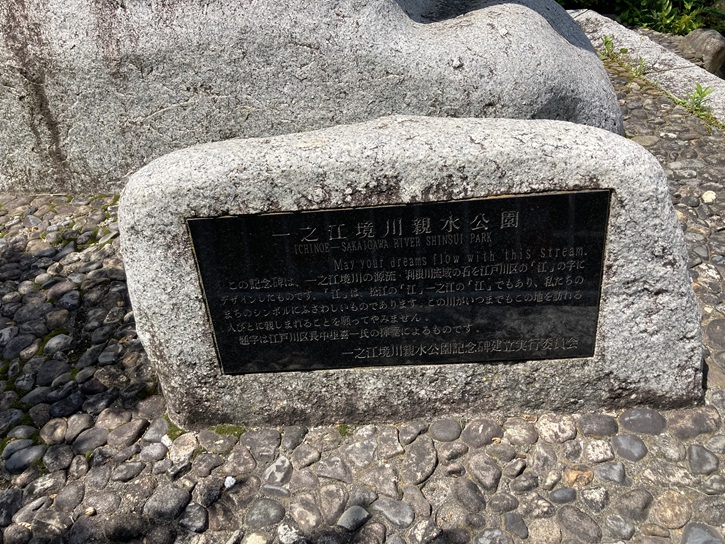 一之江境川親水公園
ICHINOE—SAKAIGAWA RIVER SHINSUI PARK
May your dreams flow with this stream.
この記念碑は、一之江境川の源流・利根川流域の石を江戸川区の「江」の字に
デザインしたものです。「江」は、松江の「江」一之江の「江」でもあり、私たちの
まちのシンボルにふさわしいものであります。この川がいつまでもこの地を訪れる
人びとに親しまれることを願ってやみません。
題字は江戸川区長中里喜一氏の揮毫によるものです。
一之江境川親水公園記念碑建立実行委員会